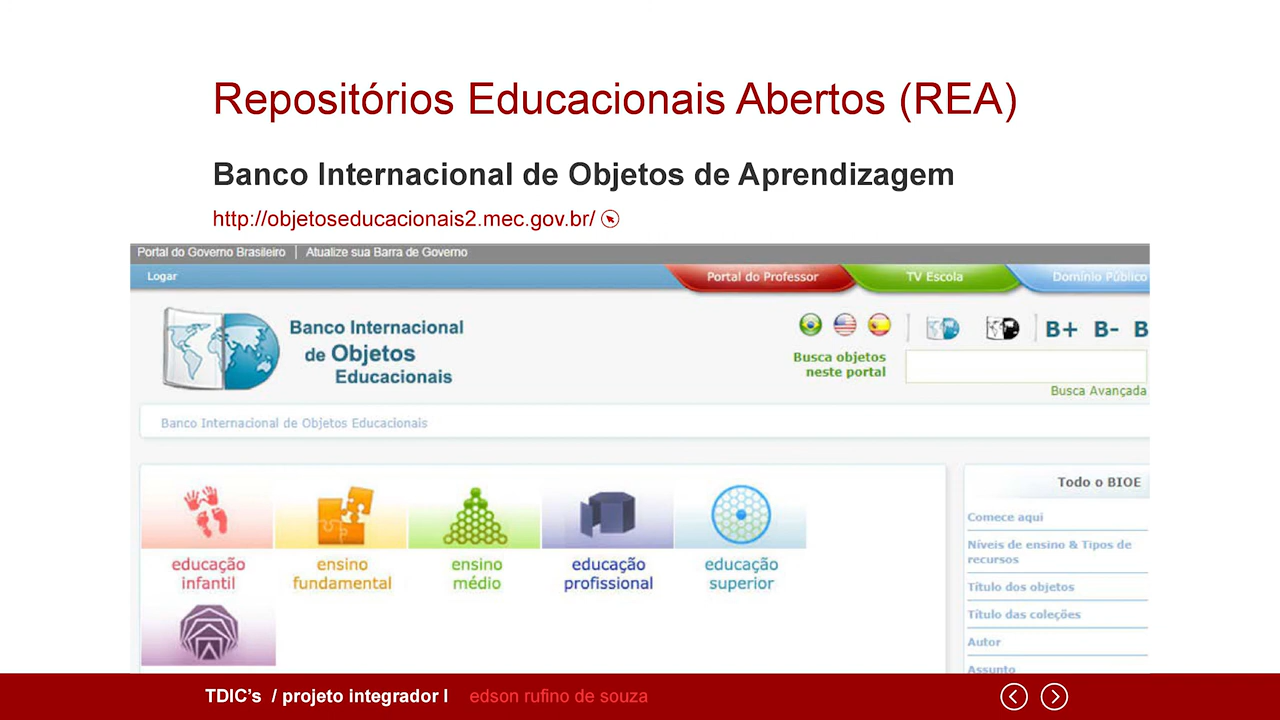 Repositórios Educacionais Abertos (REA)
Banco Internacional de Objetos de Aprendizagem
http://objetoseducacionais2.mec.gov.br/
Portal do Governo Brasileiro | Atualize sua Barra de Governo
Logar
Portal do Professor
TV Escola
Domínio Público
Banco Internacional
de Objetos
Educacionais
B+ B- B
Busca objetos
neste portal
Busca Avançada
Banco Internacional de Objetos Educacionais
educação
infantil
ensino
fundamental
ensino
médio
educação
profissional
educação
superior
Todo o BIOE
Comece aqui
Níveis de ensino & Tipos de
recursos
Título dos objetos
Título das coleções
Autor
Assunto
TDIC’s / projeto integrador I edson rufino de souza